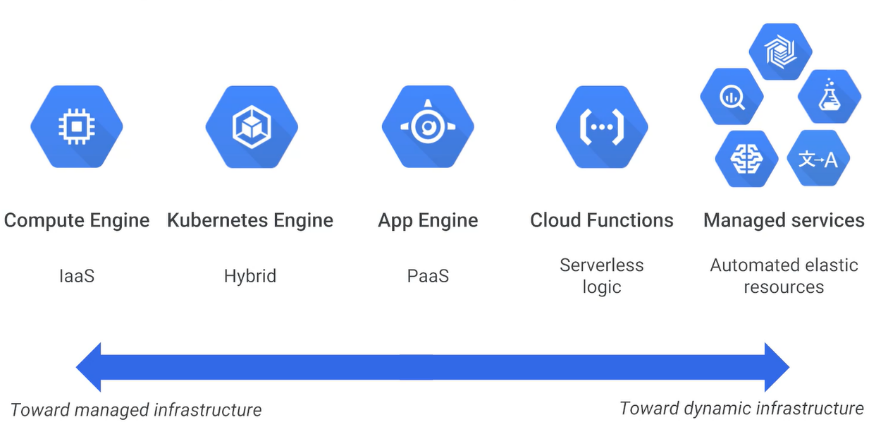 文→A
Compute Engine
Kubernetes Engine
App Engine
Cloud Functions
Managed services
IaaS
Hybrid
PaaS
Serverless
logic
Automated elastic
resources
Toward managed infrastructure
Toward dynamic infrastructure